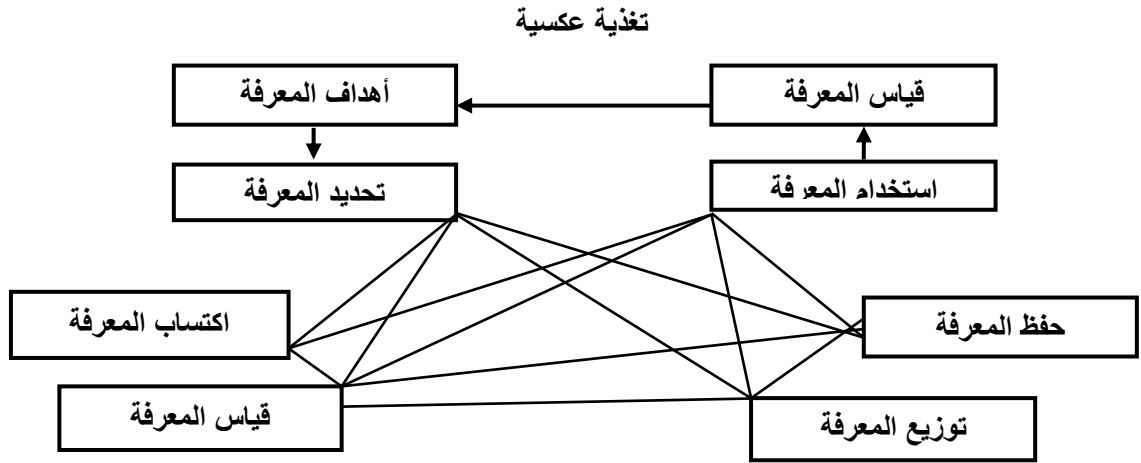 تغذية عكسية
قياس المعرفة
أهداف المعرفة
استخدام المعرفة
تحديد المعرفة
حفظ المعرفة
اكتساب المعرفة
توزيع المعرفة
قياس المعرفة